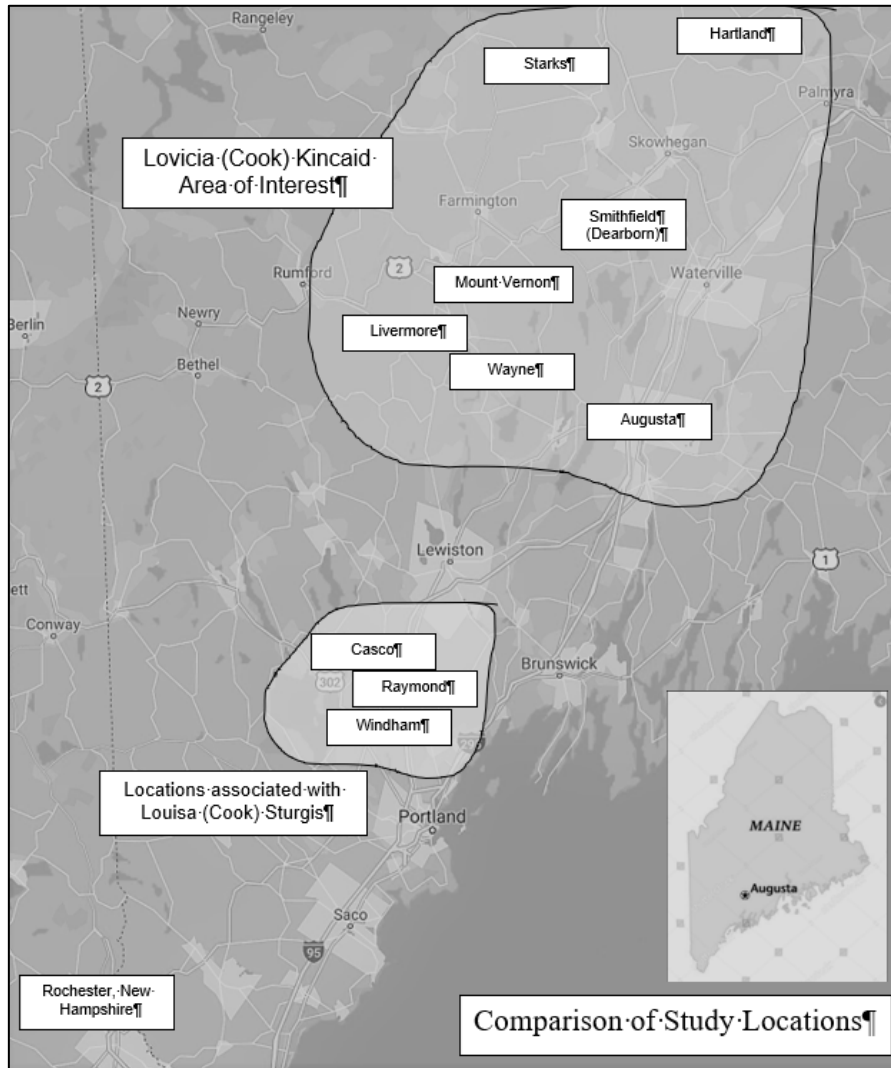 Rangeley
Hartland¶
Starks¶
Palmyra
Skowhegan
Lovicia·(Cook)·Kincaid·
Area·of·Interest¶
Farmington
Smithfield¶
(Dearborn)¶
2
Rumford
Mount·Vernon¶
Waterville
Newry
Berlin
Livermore¶
Bethel
Wayne¶
2
Augusta¶
Lewiston
1
ett
Conway
Casco¶
Brunswick
302
Raymond¶
Windham¶
295
Locations·associated·with·
Louisa·(Cook)·Sturgis¶
Portland
MAINE
Augusta
Saco
95
Rochester,·New·
Hampshire¶
Comparison·of·Study·Locations¶